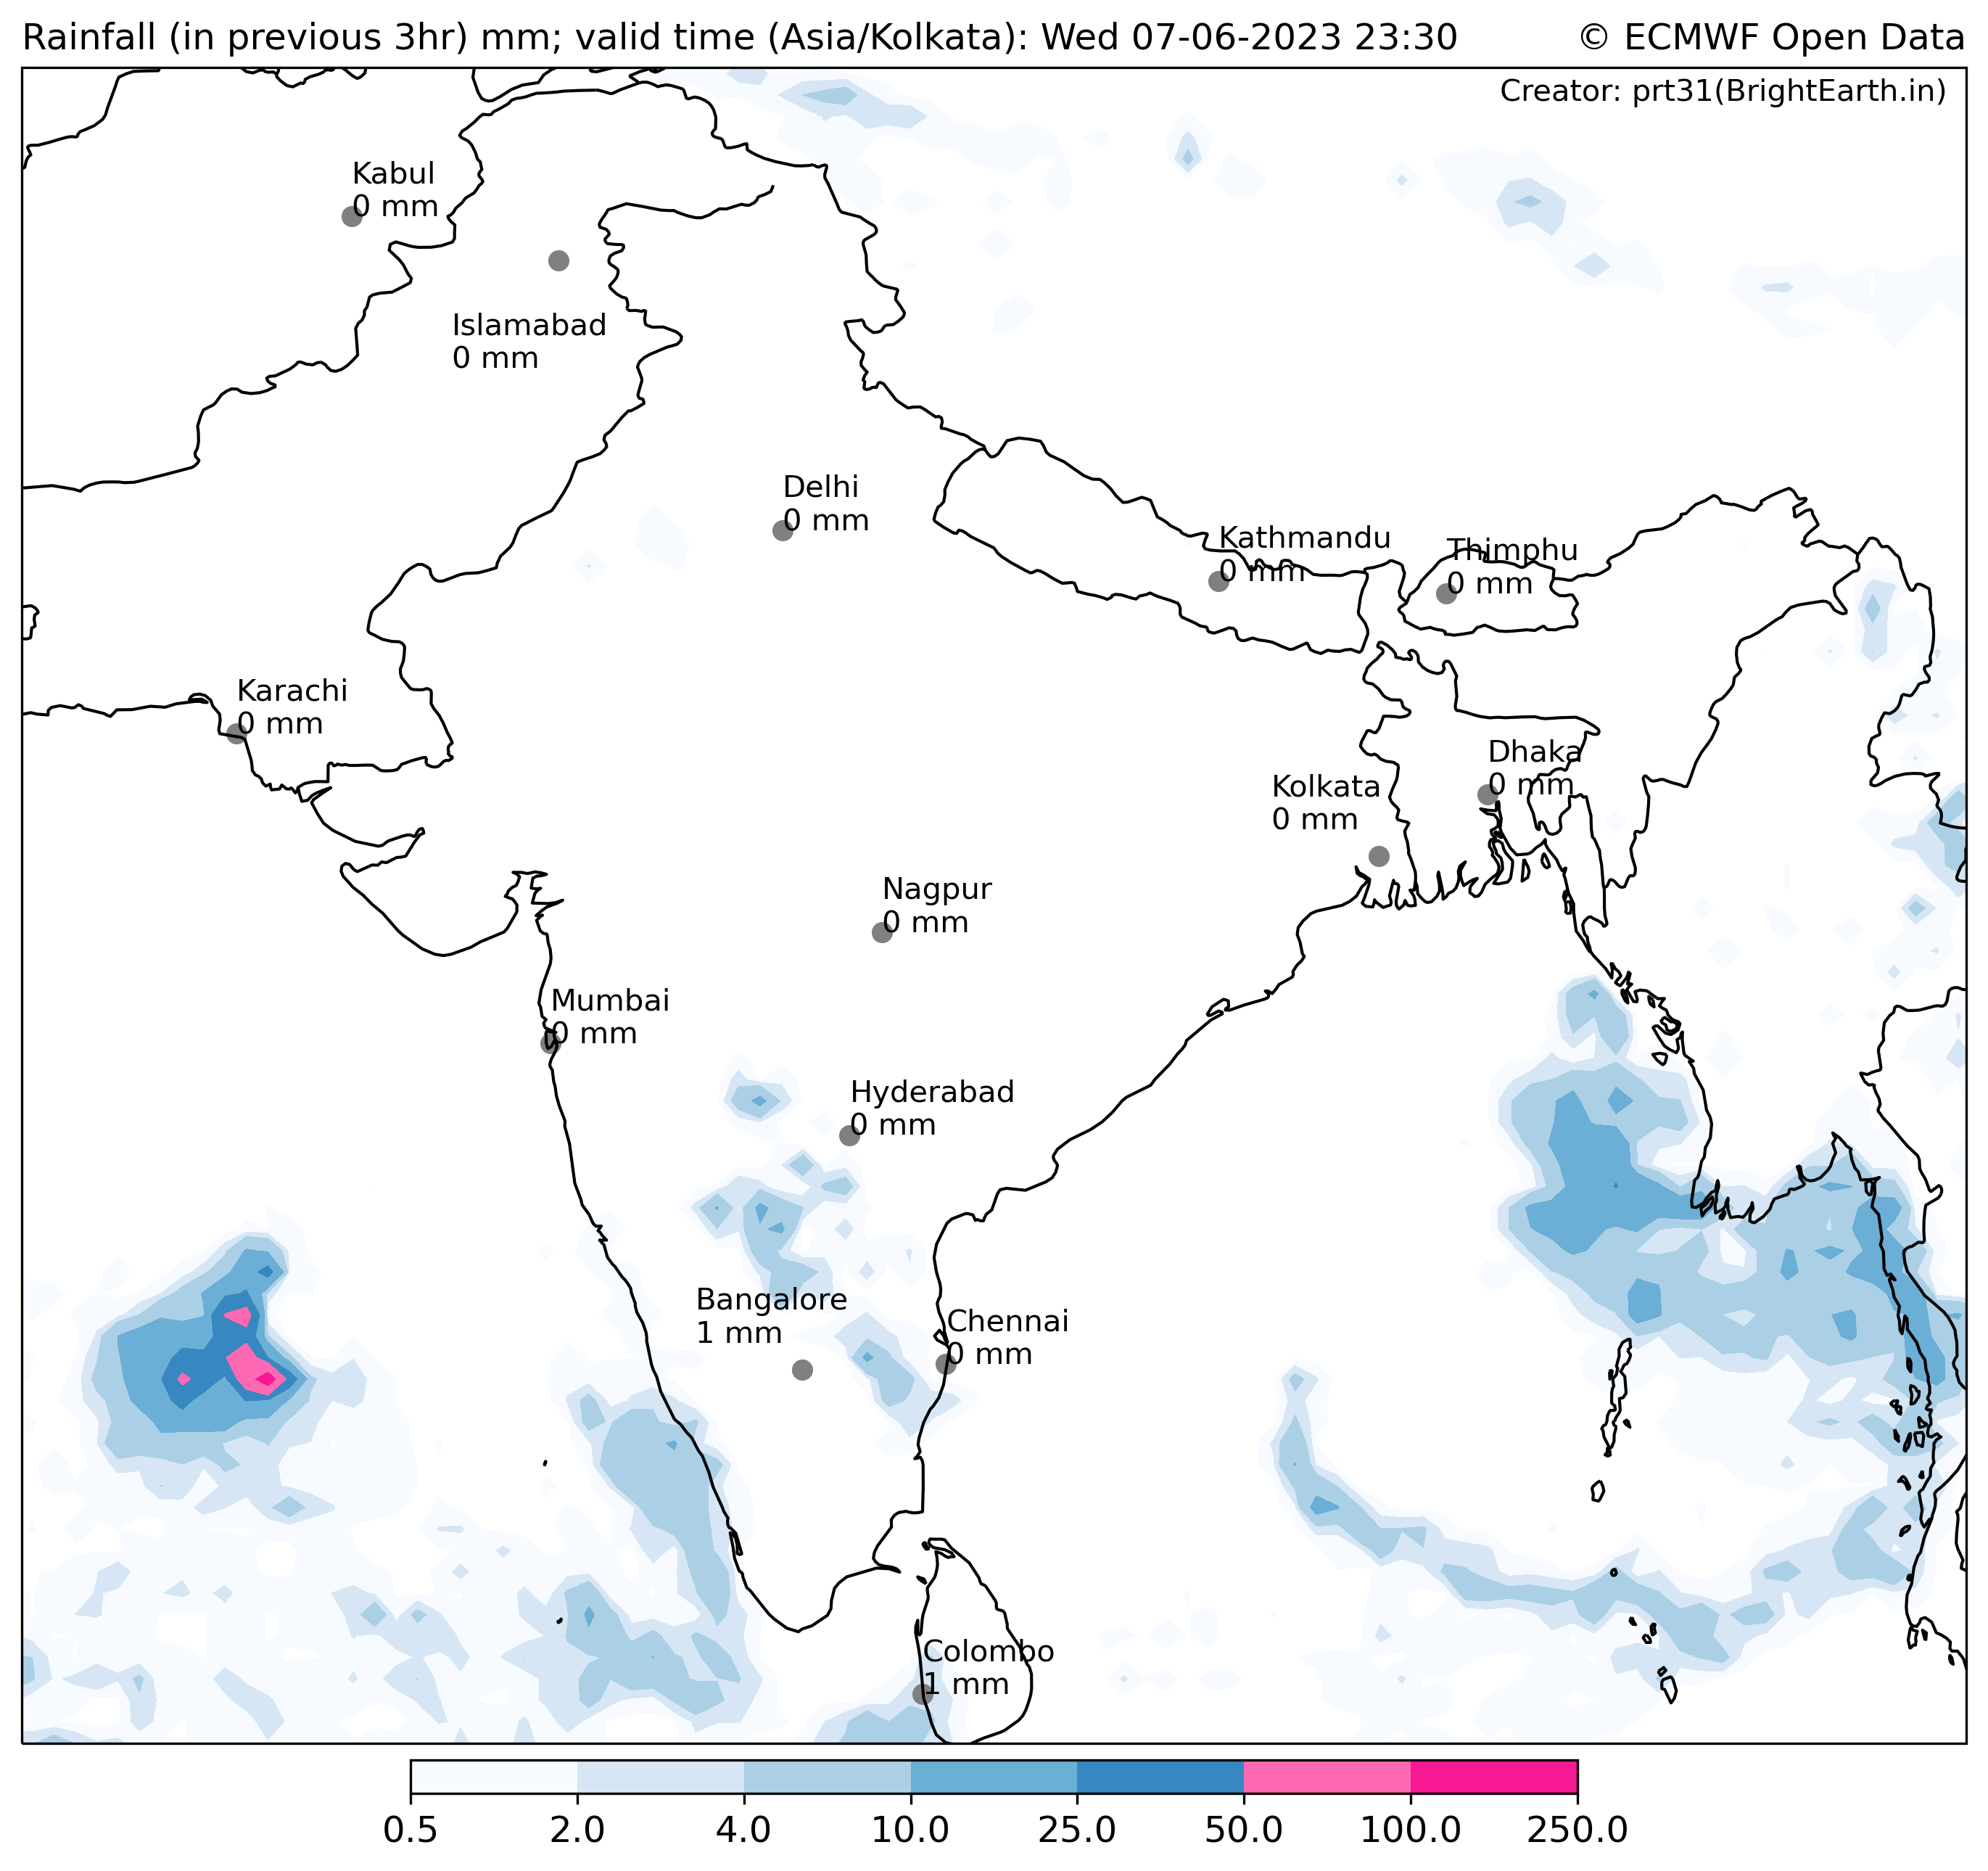 Rainfall (in previous 3hr) mm; valid time (Asia/Kolkata): Wed 07-06-2023 23:30
© ECMWF Open Data
Creator: prt31(BrightEarth.in)
Kabul
0 mm
Islamabad
0 mm
Delhi
0 mm
Kathmandu
0 mm
Thimphu
0 mm
Karachi
0 mm
Dhaka
0 mm
Kolkata
0 mm
Nagpur
0 mm
Mumbai
0 mm
Hyderabad
0 mm
Bangalore
1 mm
Chennai
0 mm
Colombo
1 mm
0.5 2.0 4.0 10.0 25.0 50.0 100.0 250.0